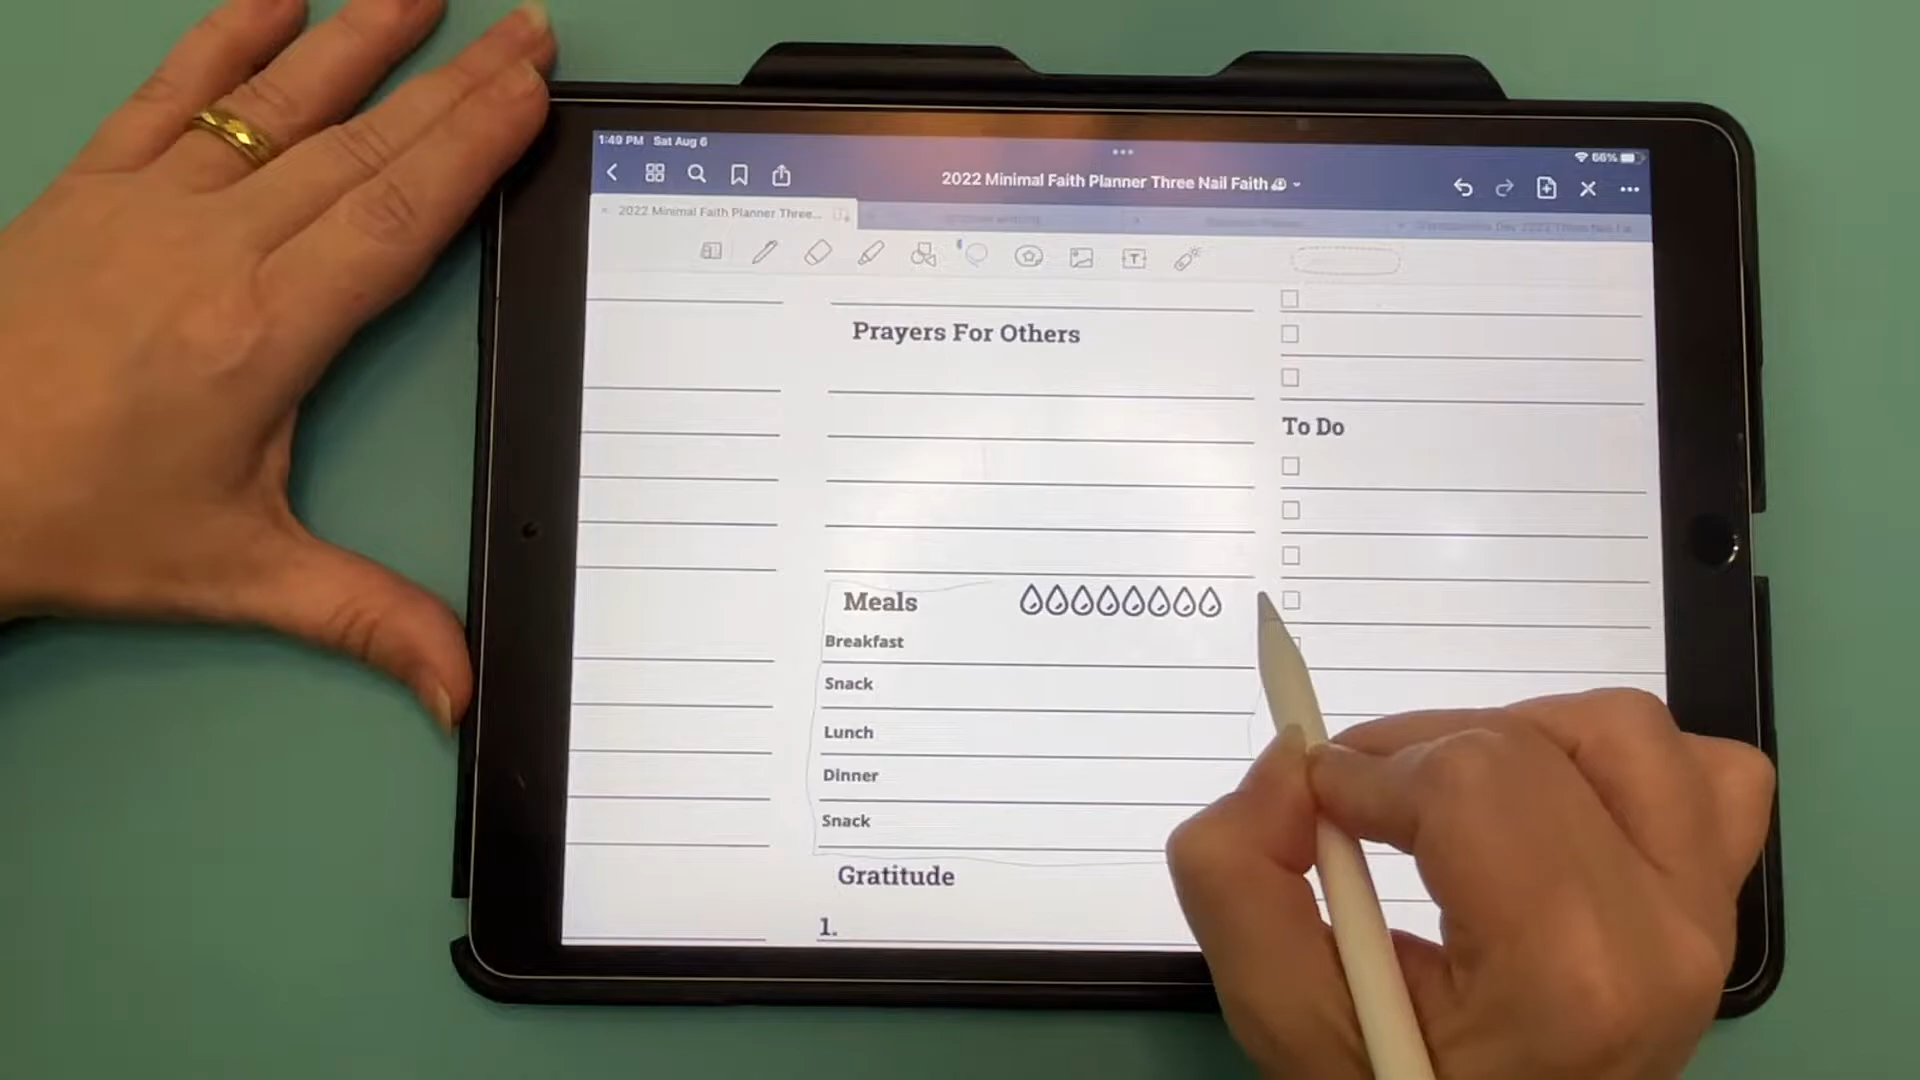 1:49 PM Sat Aug 6
66%
2022 Minimal Faith Planner Three Nail Faith
2022 Minimal Faith Planner Three...
Prayers For Others
To Do
Meals
Breakfast
Snack
Lunch
Dinner
Snack
Gratitude
1.